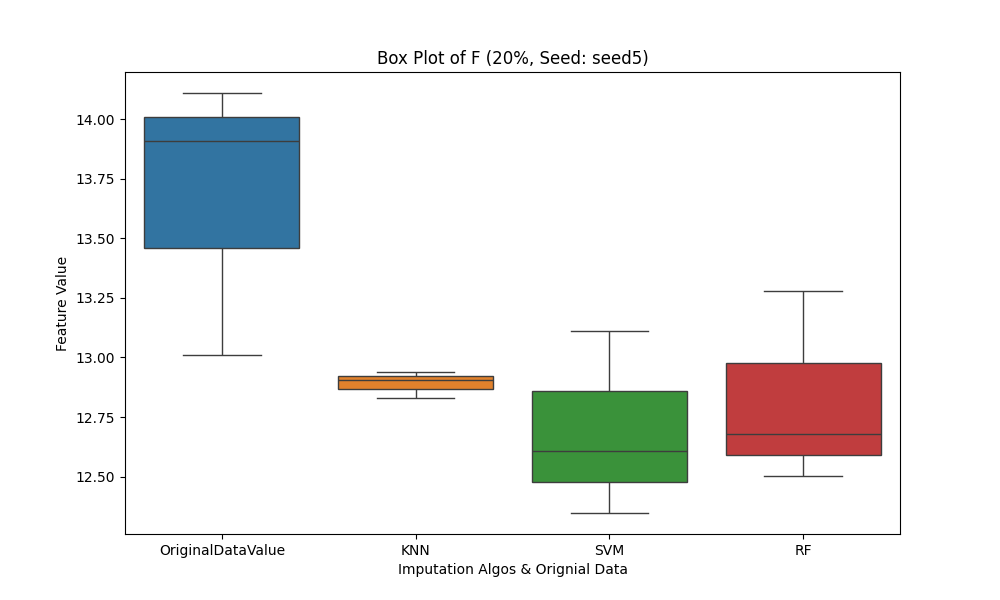 Box Plot of F (20%, Seed: seed5)
Feature Value
14.00
13.75
13.50
13.25
13.00
12.75
12.50
OriginalDataValue
KNN
SVM
RF
Imputation Algos & Orignial Data